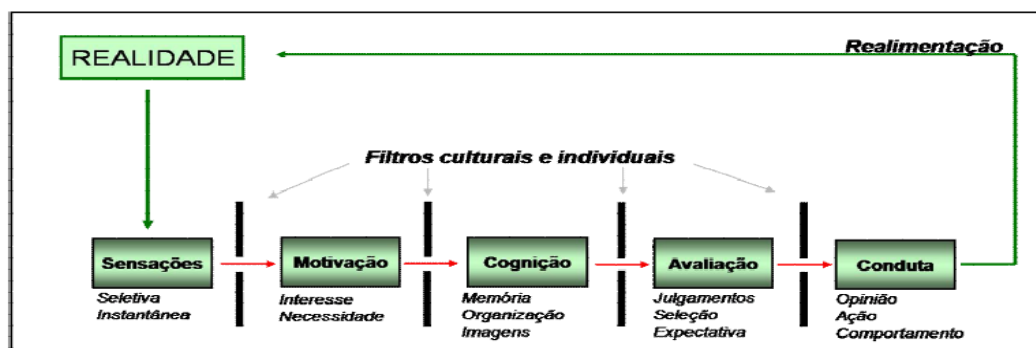 REALIDADE
Realimentação
Filtros culturais e individuais
Sensações
Seletiva
Instantânea
Motivação
Interesse
Necessidade
Cognição
Memória
Organização
Imagens
Avaliação
Julgamentos
Seleção
Expectativa
Conduta
Opinião
Ação
Comportamento